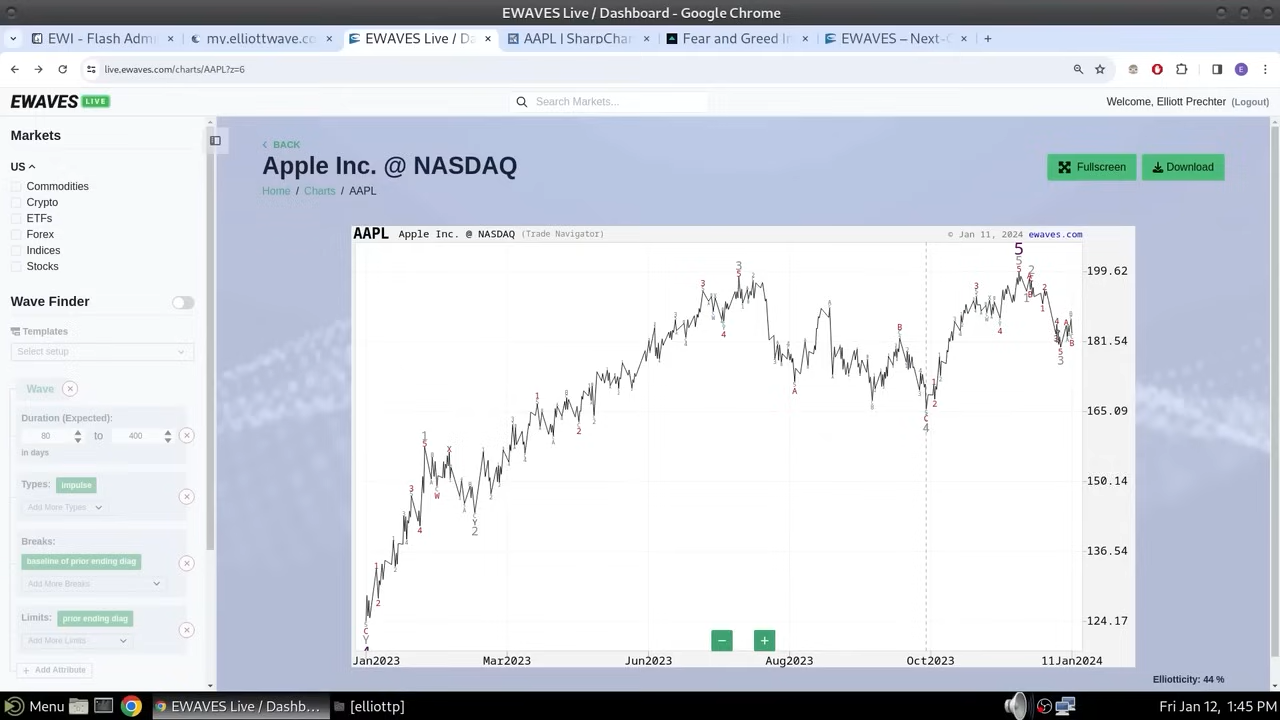 EWAVES Live / Dashboard - Google Chrome
EWI - Flash Adm
my.elliottwave.c
EWAVES Live / Da
AAPL | SharpChar
Fear and Greed In
EWAVES – Next-G
live.ewaves.com/charts/AAPL?z=6
E
EWAVES LIVE
Search Markets...
Welcome, Elliott Prechter (Logout)
Markets
US
Commodities
Crypto
ETFs
Forex
Indices
Stocks
Wave Finder
Templates
Select setup
Wave
Duration (Expected):
80 to 400
in days
Types: impulse
Add More Types
Breaks:
baseline of prior ending diag
Add More Breaks
Limits: prior ending diag
Add More Limits
+ Add Attribute
BACK
Apple Inc. @ NASDAQ
Home / Charts / AAPL
Fullscreen
Download
AAPL Apple Inc. @ NASDAQ (Trade Navigator)
© Jan 11, 2024 ewaves.com
199.62
181.54
165.09
150.14
136.54
124.17
Jan2023 Mar2023 Jun2023 Aug2023 Oct2023 11Jan2024
Elliotticity: 44 %
Menu
EWAVES Live / Dashb...
[elliottp]
Fri Jan 12, 1:45 PM